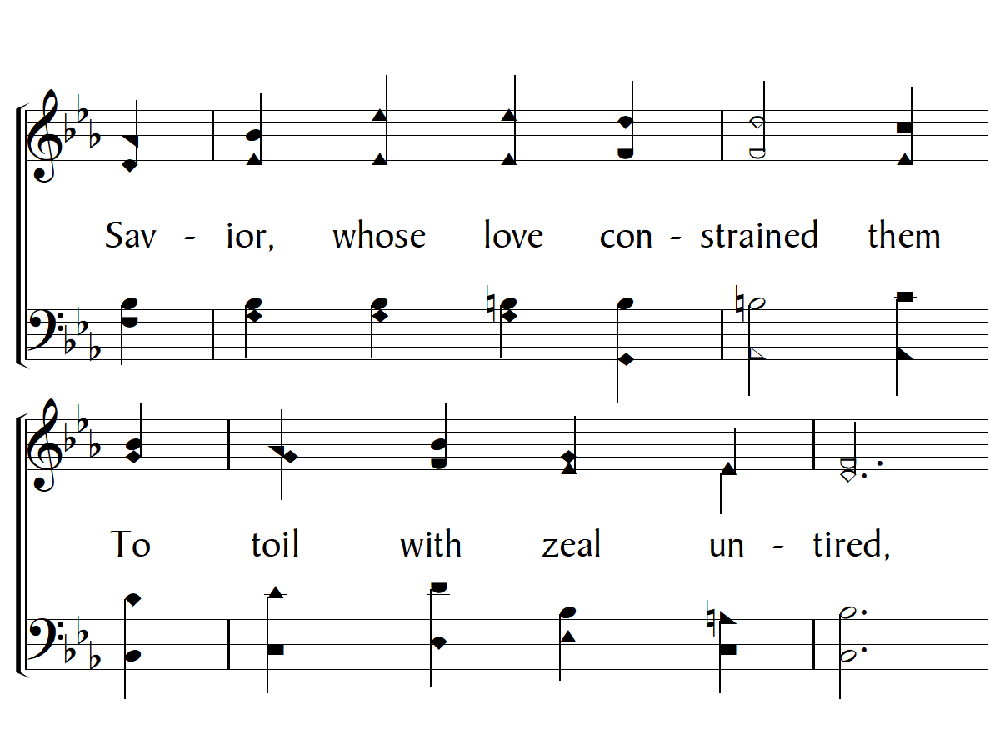 Sav - ior, whose love con - strained them
To toil with zeal un - tired,